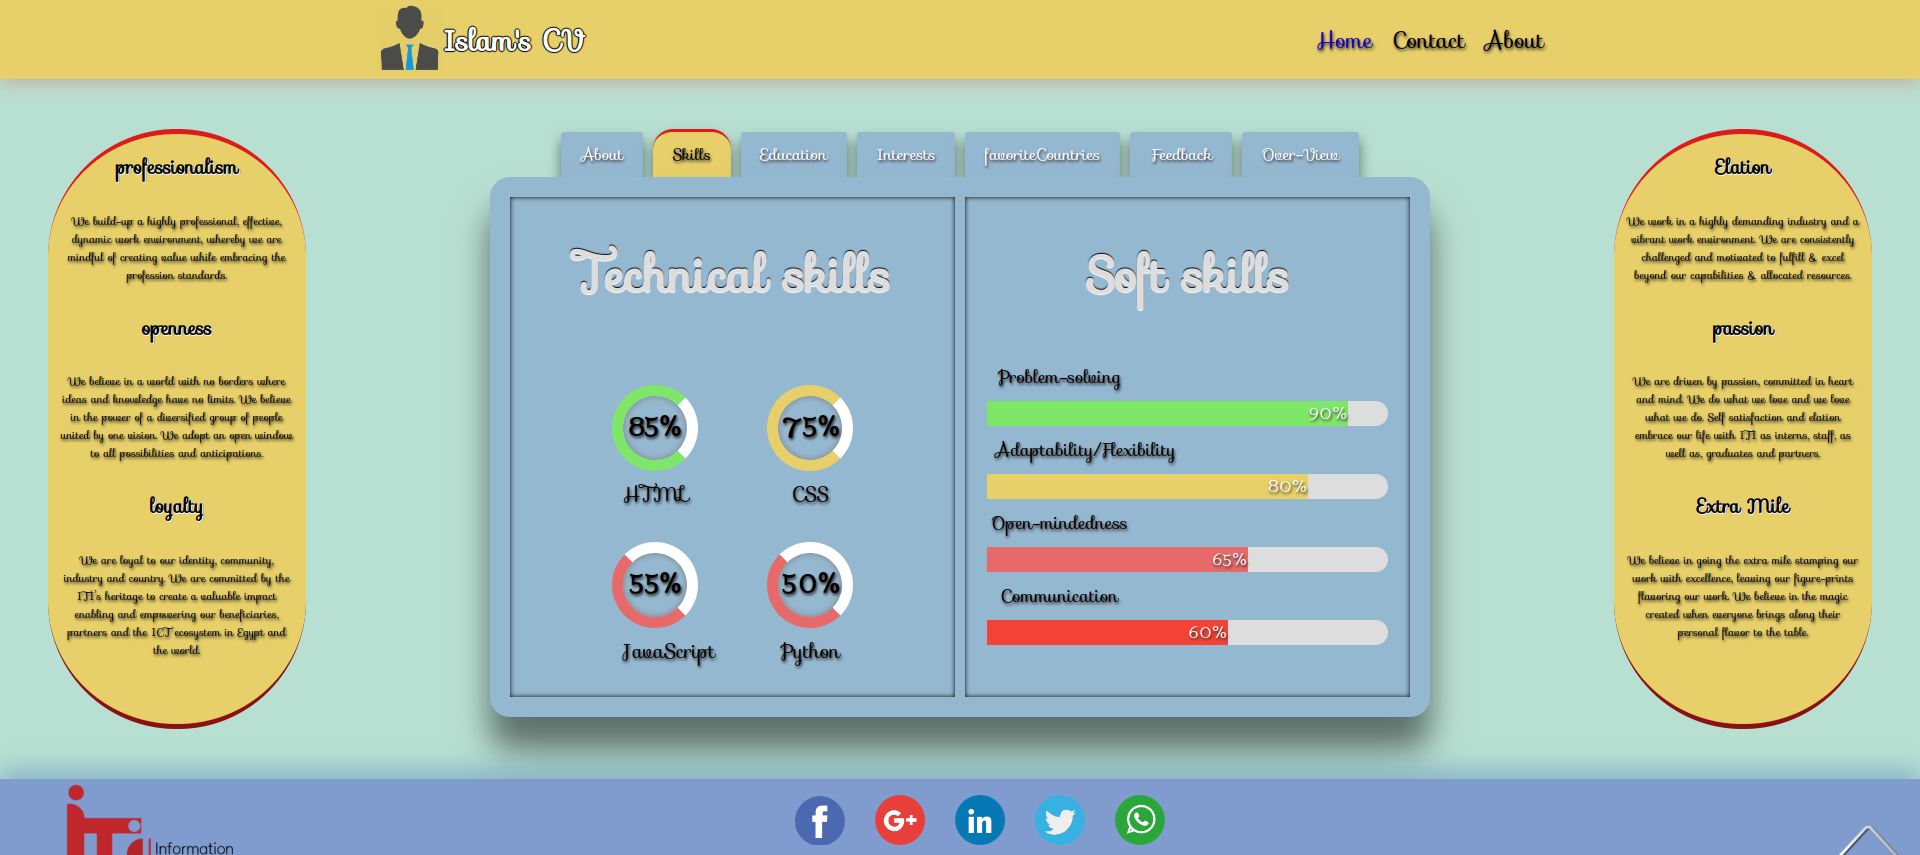 Islam's CV
Home Contact About
professionalism
We build-up a highly professional, effective,
dynamic work environment, whereby we are
mindful of creating value while embracing the
profession standards.
openness
We believe in a world with no borders where
ideas and knowledge have no limits. We believe
in the power of a diversified group of people
united by one vision. We adopt an open window
to all possibilities and anticipations.
loyalty
We are loyal to our identity, community,
industry and country. We are committed by the
ITI's heritage to create a valuable impact
enabling and empowering our beneficiaries,
partners and the ICT ecosystem in Egypt and
the world.
About Skills Education Interests favoriteCountries Feedback Over-View
Technical skills
85%
HTML
75%
CSS
55%
JavaScript
50%
Python
Soft skills
Problem-solving
90%
Adaptability/Flexibility
80%
Open-mindedness
65%
Communication
60%
Elation
We work in a highly demanding industry and a
vibrant work environment. We are consistently
challenged and motivated to fulfill & excel
beyond our capabilities & allocated resources.
passion
We are driven by passion, committed in heart
and mind. We do what we love and we love
what we do. Self satisfaction and elation
embrace our life with ITI as interns, staff, as
well as, graduates and partners.
Extra Mile
We believe in going the extra mile stamping our
work with excellence, leaving our figure-prints
flavoring our work. We believe in the magic
created when everyone brings along their
personal flavor to the table.
iTi
Information
f
G+
in